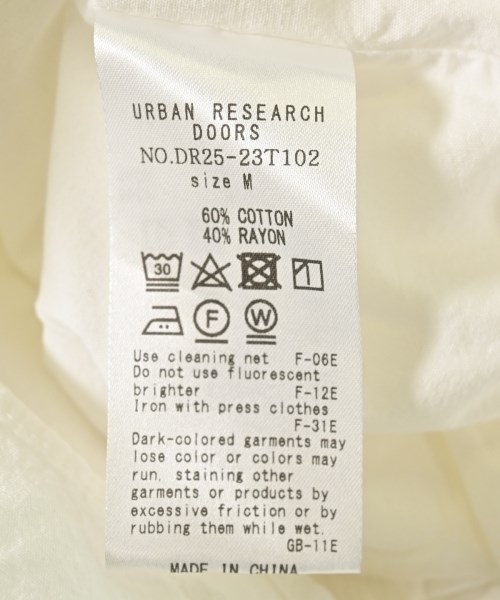 URBAN RESEARCH
DOORS
NO.DR25-23T102
size M
60% COTTON
40% RAYON
30
F
W
Use cleaning net F-06E
Do not use fluorescent
brighter F-12E
Iron with press clothes
F-31E
Dark-colored garments may
lose color or colors may
run, staining other
garments or products by
excessive friction or by
rubbing them while wet.
GB-11E
MADE IN CHINA